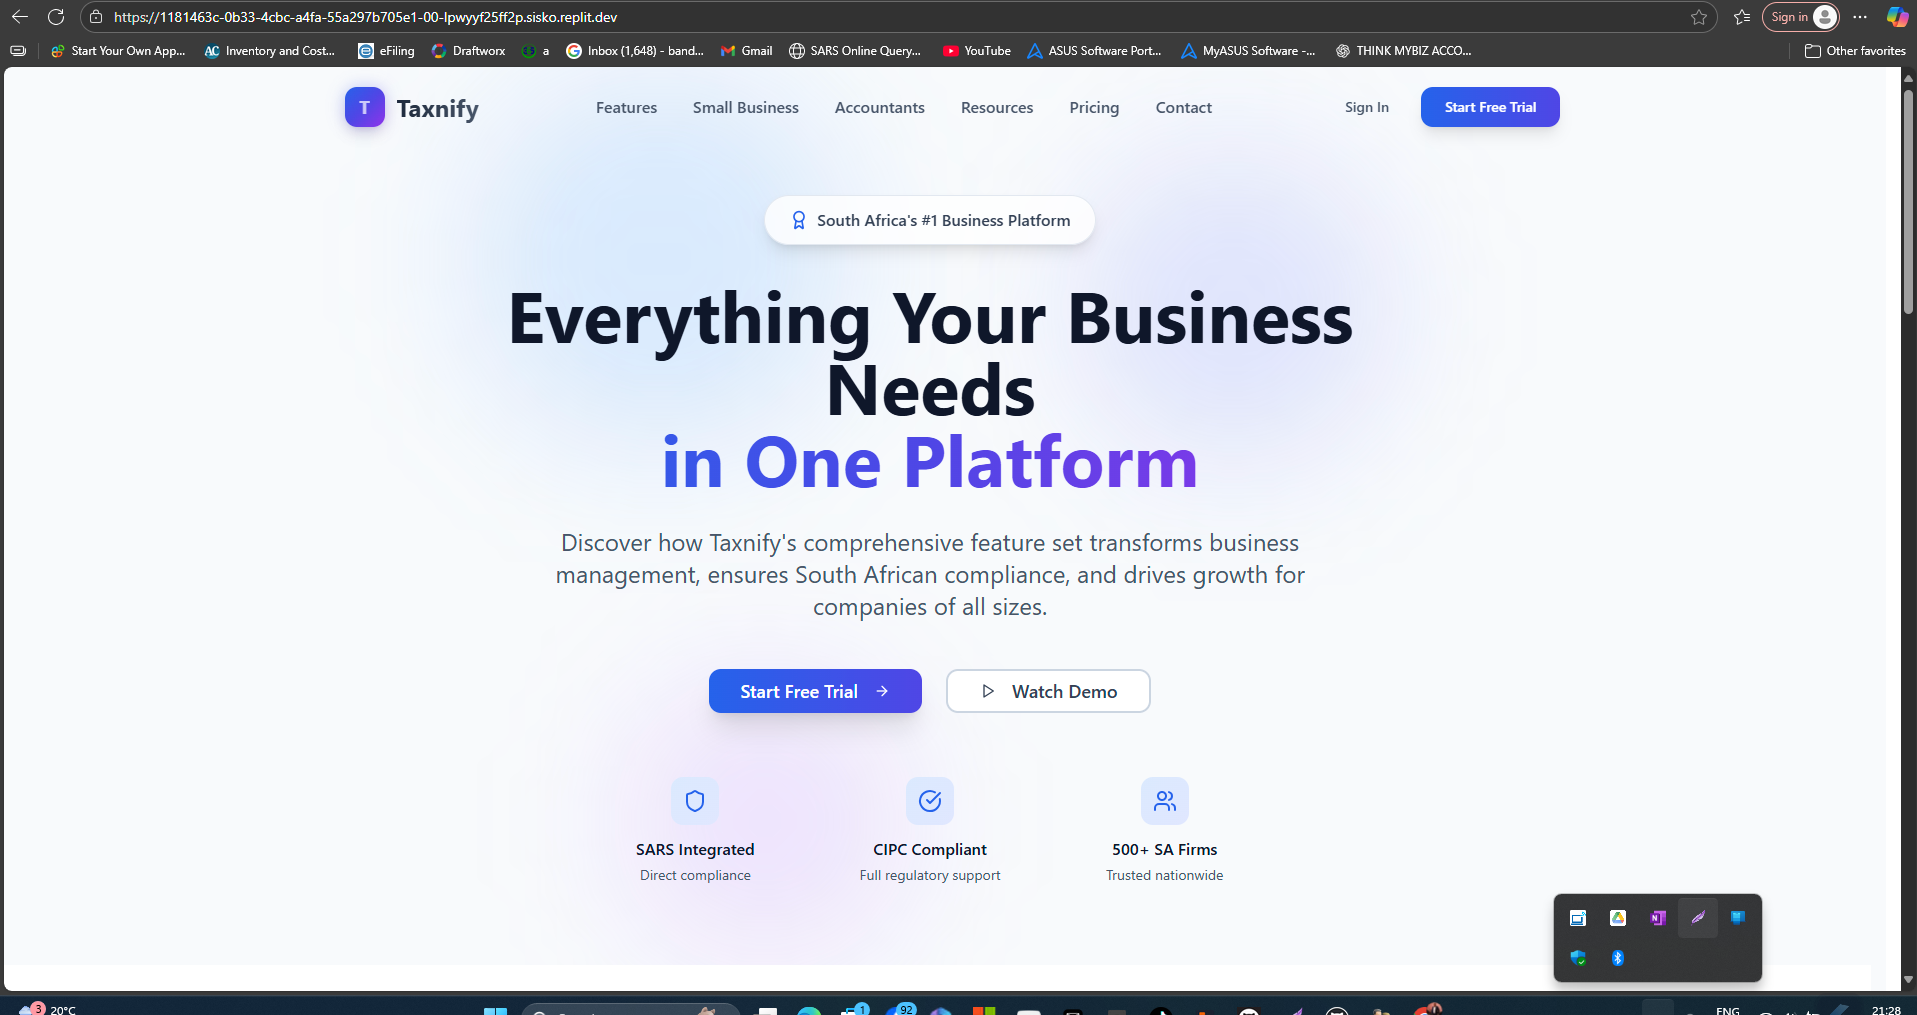 https://1181463c-0b33-4cbc-a4fa-55a297b705e1-00-lpwyyf25ff2p.sisko.replit.dev
Sign in
Start Your Own App...
Inventory and Cost...
eFiling
Draftworx
a
Inbox (1,648) - band...
Gmail
SARS Online Query...
YouTube
ASUS Software Port...
MyASUS Software -...
THINK MYBIZ ACCO...
Other favorites
T
Taxnify
Features
Small Business
Accountants
Resources
Pricing
Contact
Sign In
Start Free Trial
South Africa's #1 Business Platform
Everything Your Business
Needs
in One Platform
Discover how Taxnify's comprehensive feature set transforms business
management, ensures South African compliance, and drives growth for
companies of all sizes.
Start Free Trial
Watch Demo
SARS Integrated
Direct compliance
CIPC Compliant
Full regulatory support
500+ SA Firms
Trusted nationwide
3
20°C
1
92
ENG
21:28